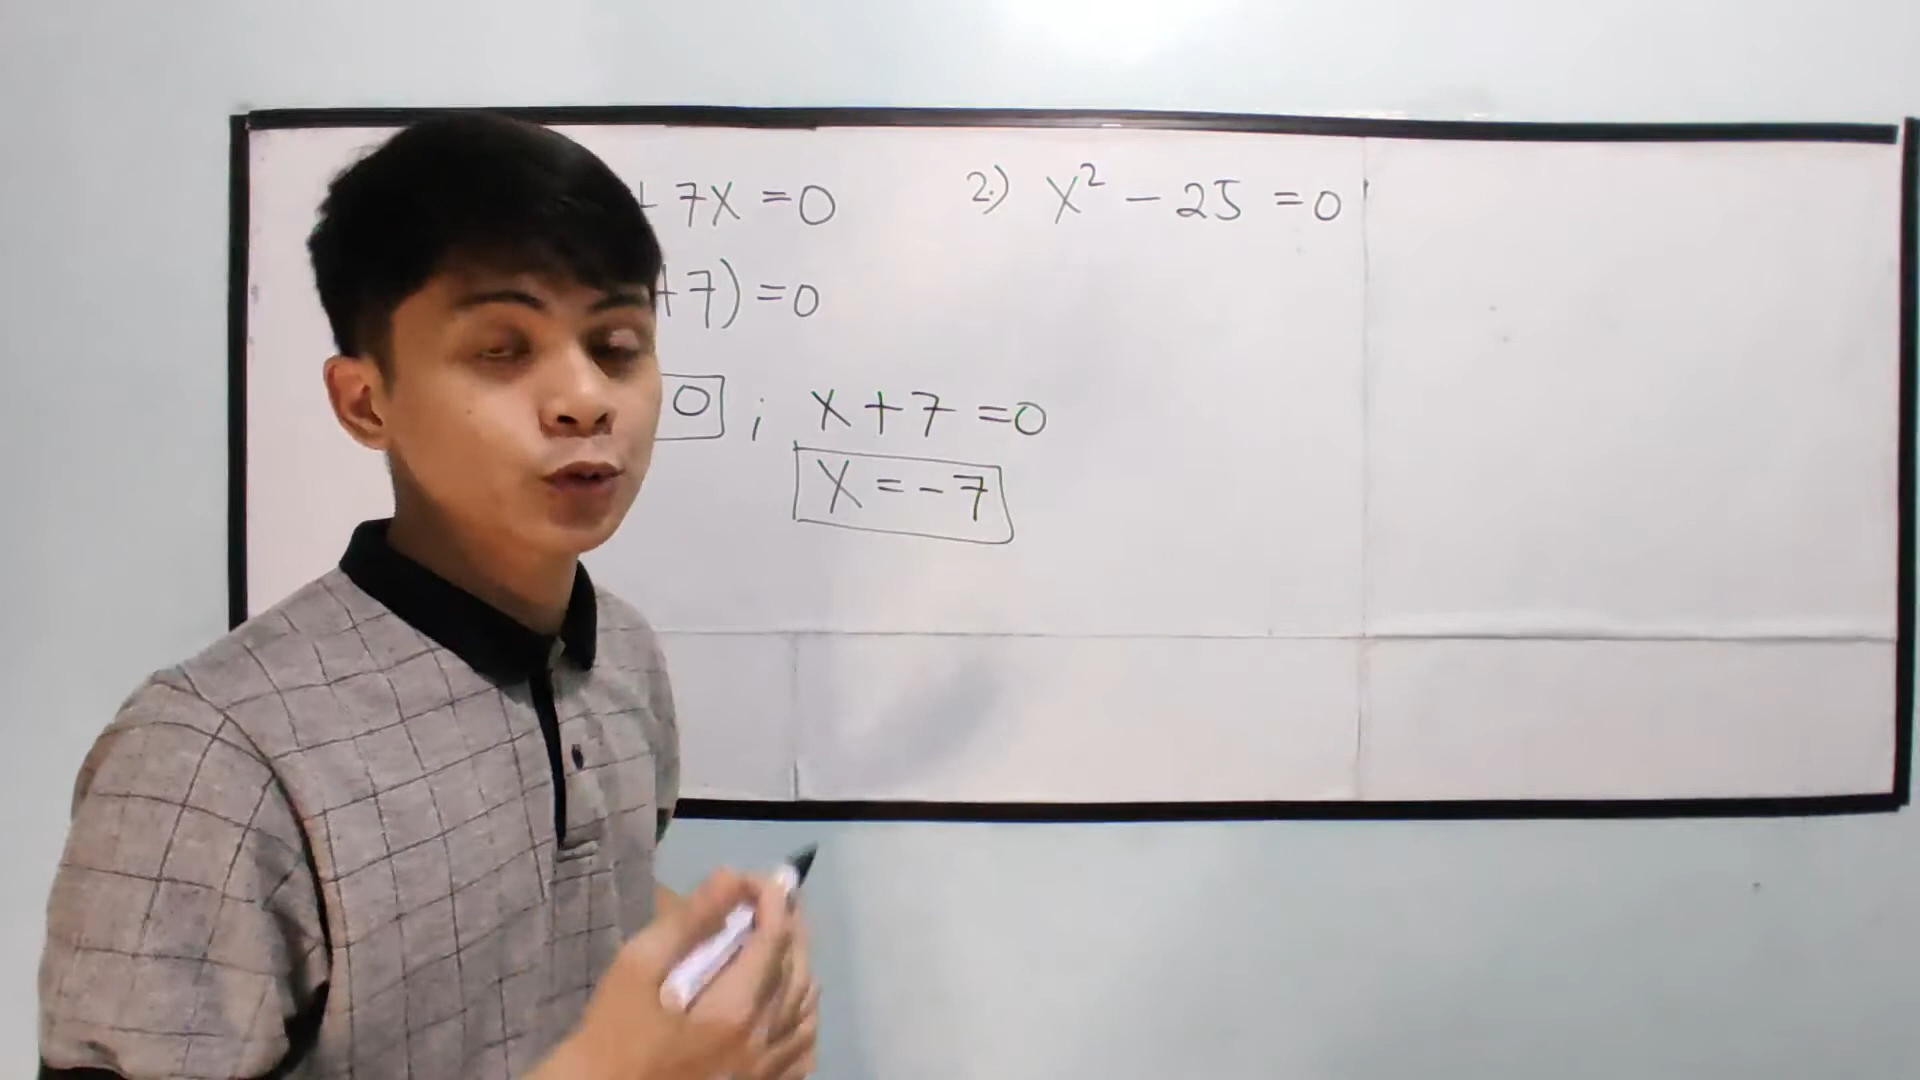 + 7x = 0
+7) = 0
0 ; x + 7 = 0
x = -7
2.) x² - 25 = 0